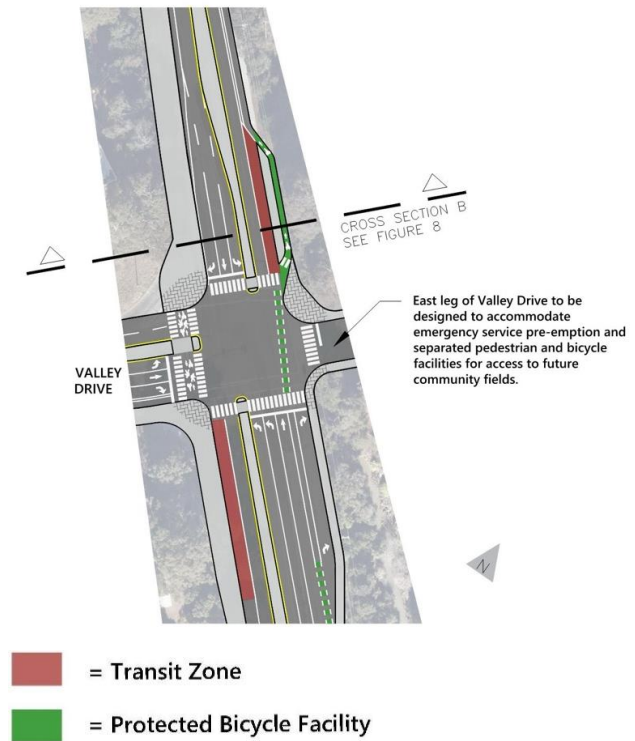 CROSS SECTION B
SEE FIGURE 8
East leg of Valley Drive to be
designed to accommodate
emergency service pre-emption and
separated pedestrian and bicycle
facilities for access to future
community fields.
VALLEY
DRIVE
N
= Transit Zone
= Protected Bicycle Facility